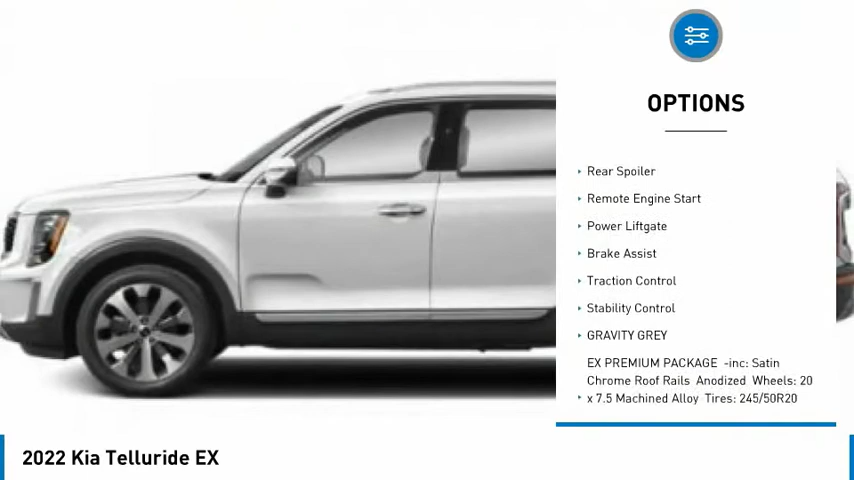 OPTIONS
Rear Spoiler
Remote Engine Start
Power Liftgate
Brake Assist
Traction Control
Stability Control
GRAVITY GREY
EX PREMIUM PACKAGE -inc: Satin
Chrome Roof Rails Anodized Wheels: 20
x 7.5 Machined Alloy Tires: 245/50R20
2022 Kia Telluride EX